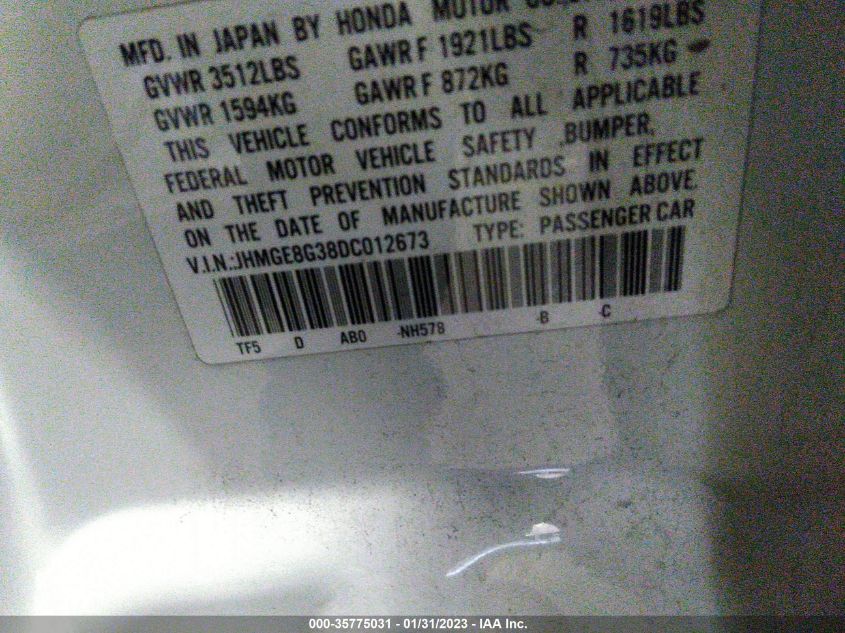 MFD. IN JAPAN BY HONDA MOTOR
GVWR 3512LBS GAWR F 1921LBS R 1619LBS
GVWR 1594KG GAWR F 872KG R 735KG
THIS VEHICLE CONFORMS TO ALL APPLICABLE
FEDERAL MOTOR VEHICLE SAFETY ,BUMPER,
AND THEFT PREVENTION STANDARDS IN EFFECT
ON THE DATE OF MANUFACTURE SHOWN ABOVE.
V.I.N.:JHMGE8G38DC012673 TYPE: PASSENGER CAR
TF5 D AB0 -NH578 -B -C
000-35775031 - 01/31/2023 - IAA Inc.